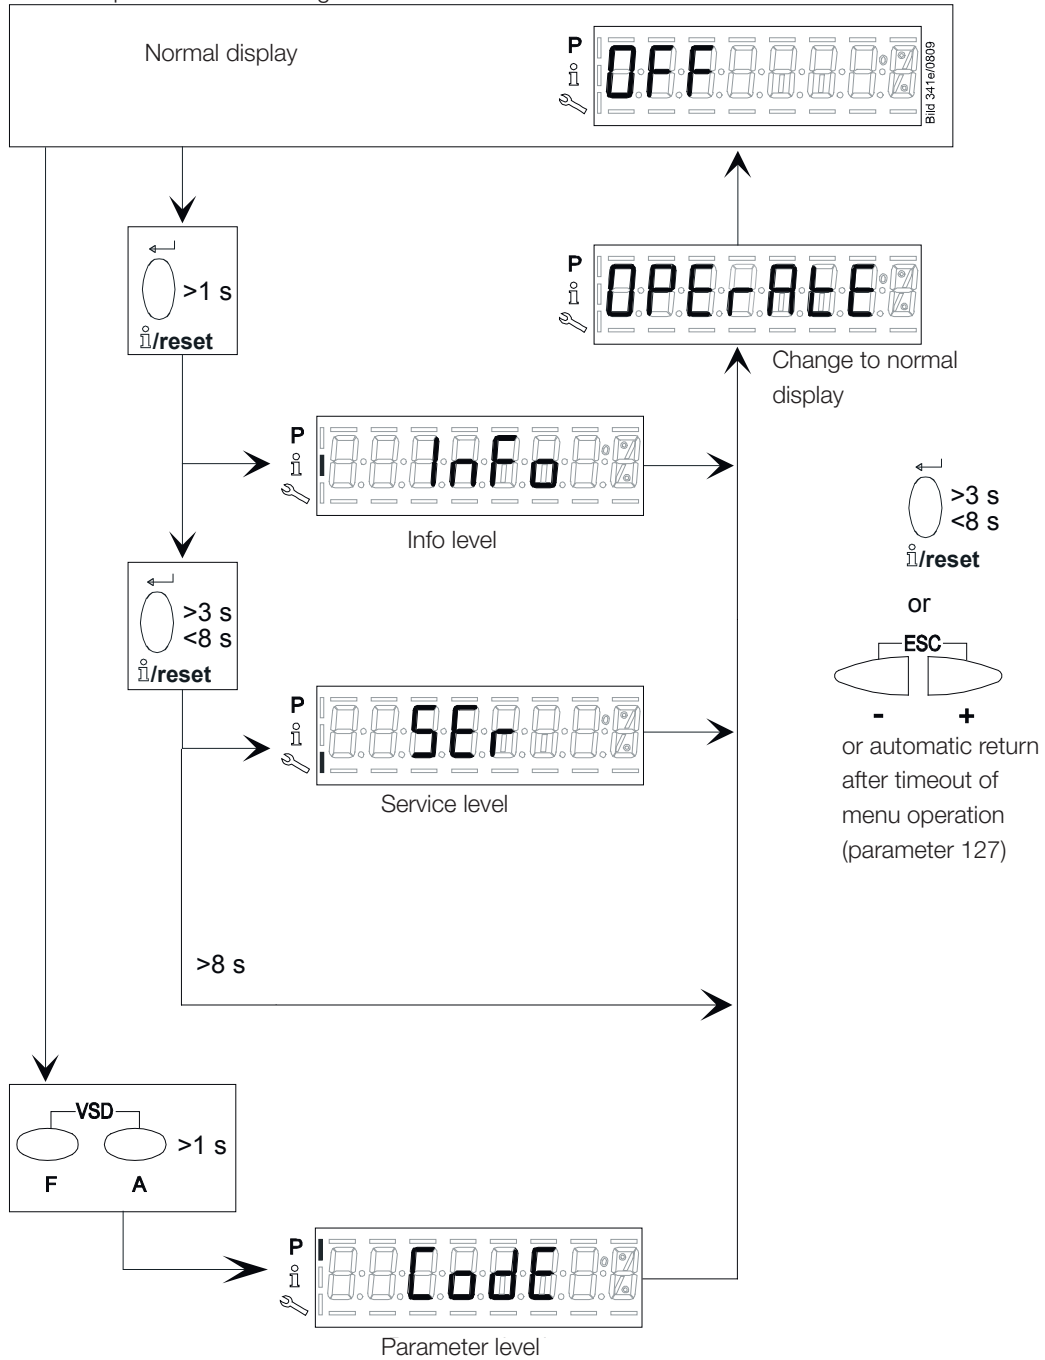 Normal display
P
i
OFF
Bild 341e/0809
>1 s
i/reset
P
i
OPErAtE
Change to normal
display
P
i
InFo
Info level
>3 s
<8 s
i/reset
>3 s
<8 s
i/reset
or
ESC
- +
or automatic return
after timeout of
menu operation
(parameter 127)
P
i
SEr
Service level
>8 s
VSD
>1 s
F A
P
i
CodE
Parameter level